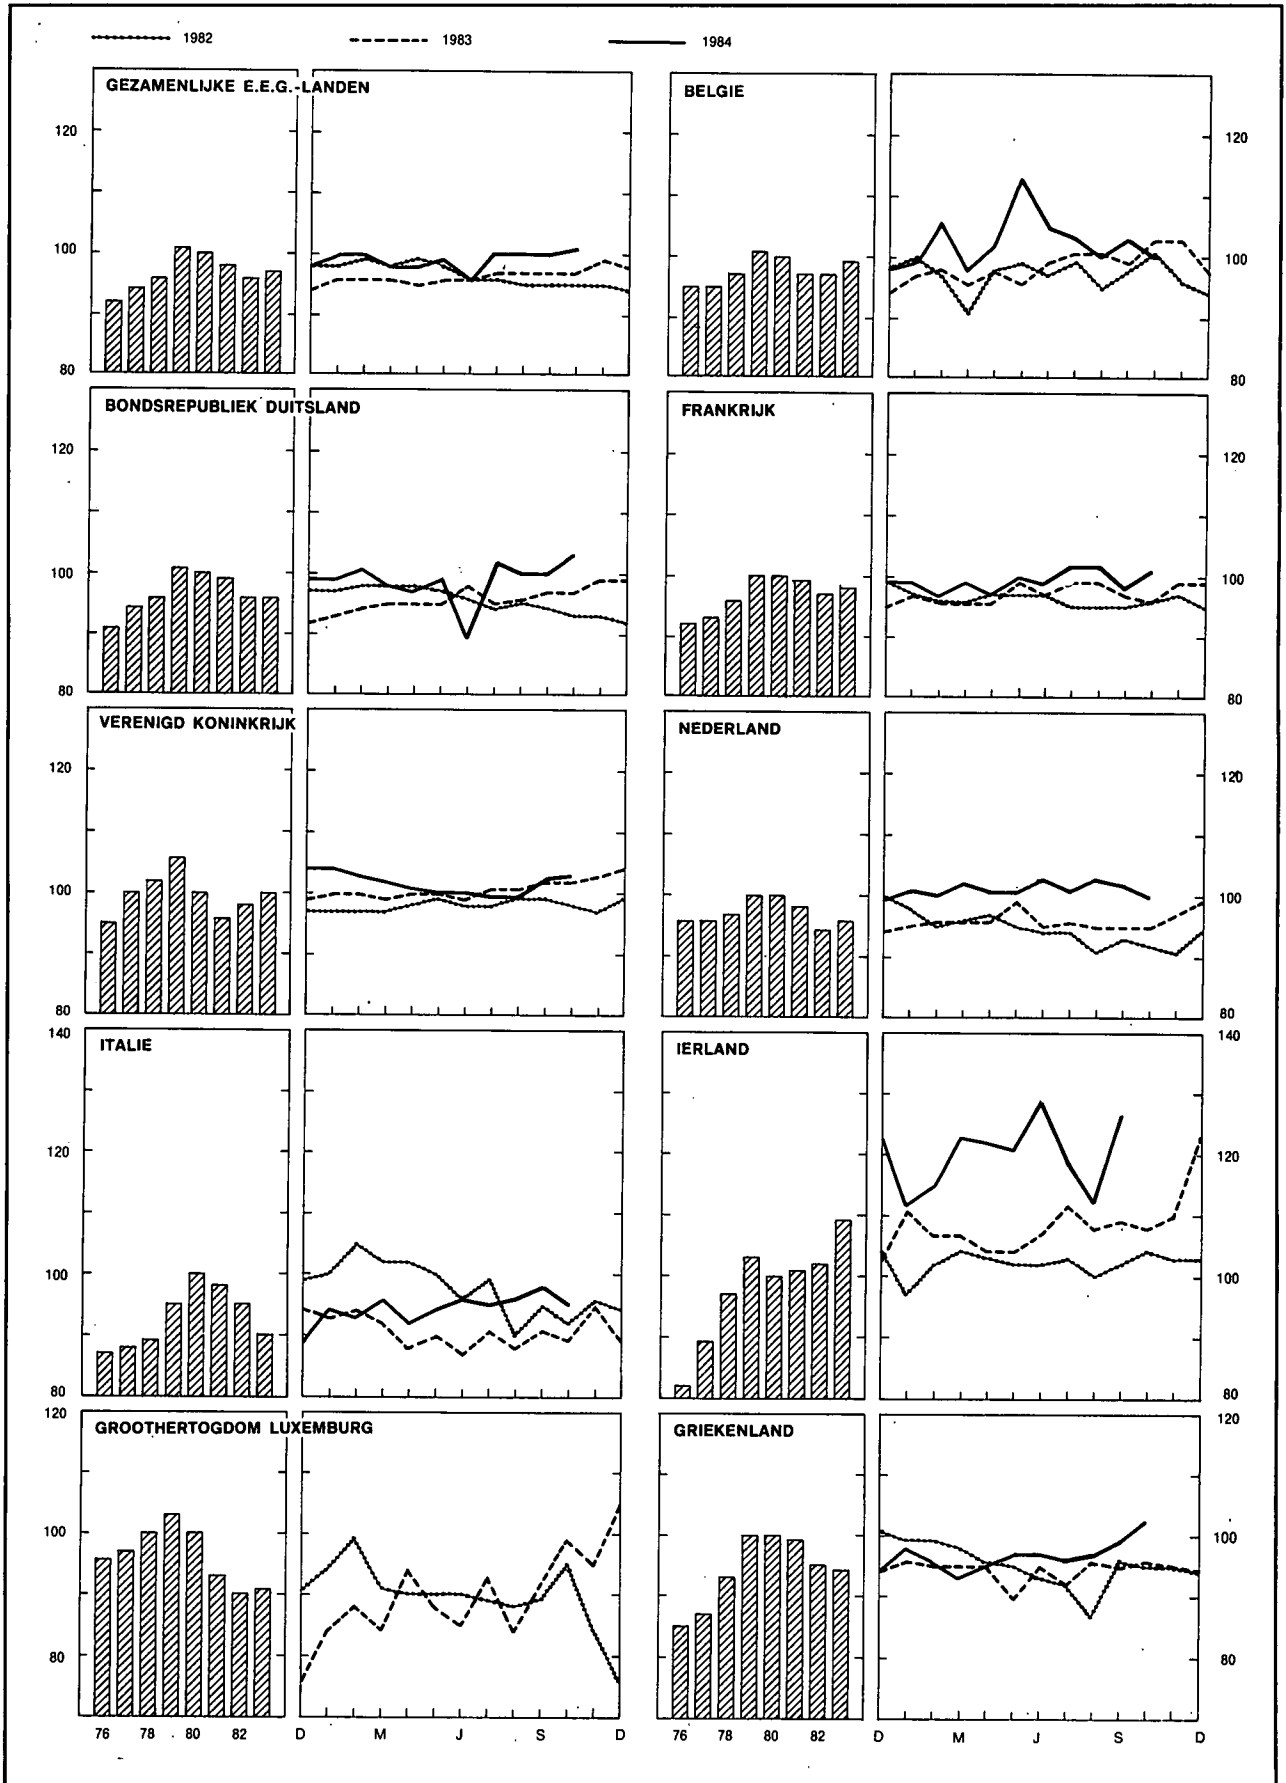 1982 1983 1984
GEZAMENLIJKE E.E.G.-LANDEN
BELGIE
120
100
80
120
100
80
BONDSREPUBLIEK DUITSLAND
FRANKRIJK
120
100
80
120
100
80
VERENIGD KONINKRIJK
NEDERLAND
120
100
80
120
100
80
ITALIE
IERLAND
140
120
100
80
140
120
100
80
GROOTHERTOGDOM LUXEMBURG
GRIEKENLAND
120
100
80
120
100
80
76 78 80 82 D M J S D 76 78 80 82 D M J S D